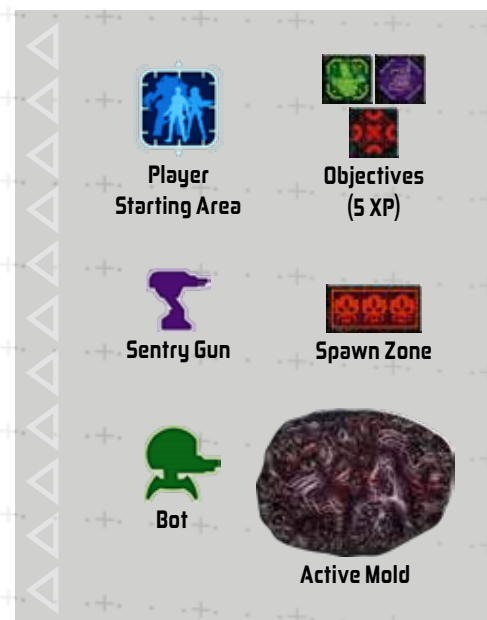 Player
Starting Area
Objectives
(5 XP)
Sentry Gun
Spawn Zone
Bot
Active Mold